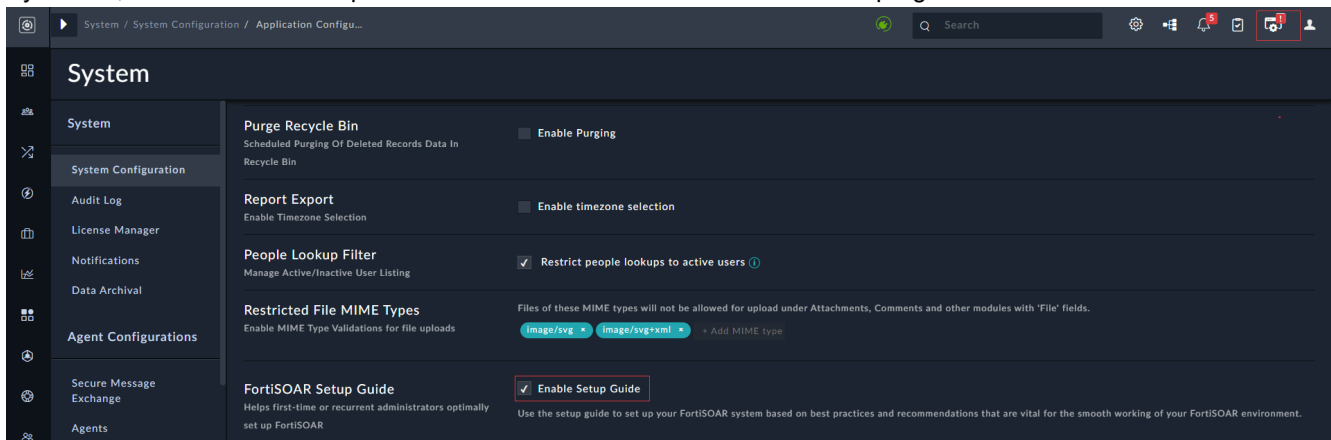 System / System Configuration / Application Configu...
Search
5
!
System
System
System Configuration
Audit Log
License Manager
Notifications
Data Archival
Agent Configurations
Secure Message
Exchange
Agents
Purge Recycle Bin
Scheduled Purging Of Deleted Records Data In
Recycle Bin
Enable Purging
Report Export
Enable Timezone Selection
Enable timezone selection
People Lookup Filter
Manage Active/Inactive User Listing
Restrict people lookups to active users
Restricted File MIME Types
Enable MIME Type Validations for file uploads
Files of these MIME types will not be allowed for upload under Attachments, Comments and other modules with 'File' fields.
image/svg × image/svg+xml × + Add MIME type
FortiSOAR Setup Guide
Helps first-time or recurrent administrators optimally
set up FortiSOAR
Enable Setup Guide
Use the setup guide to set up your FortiSOAR system based on best practices and recommendations that are vital for the smooth working of your FortiSOAR environment.